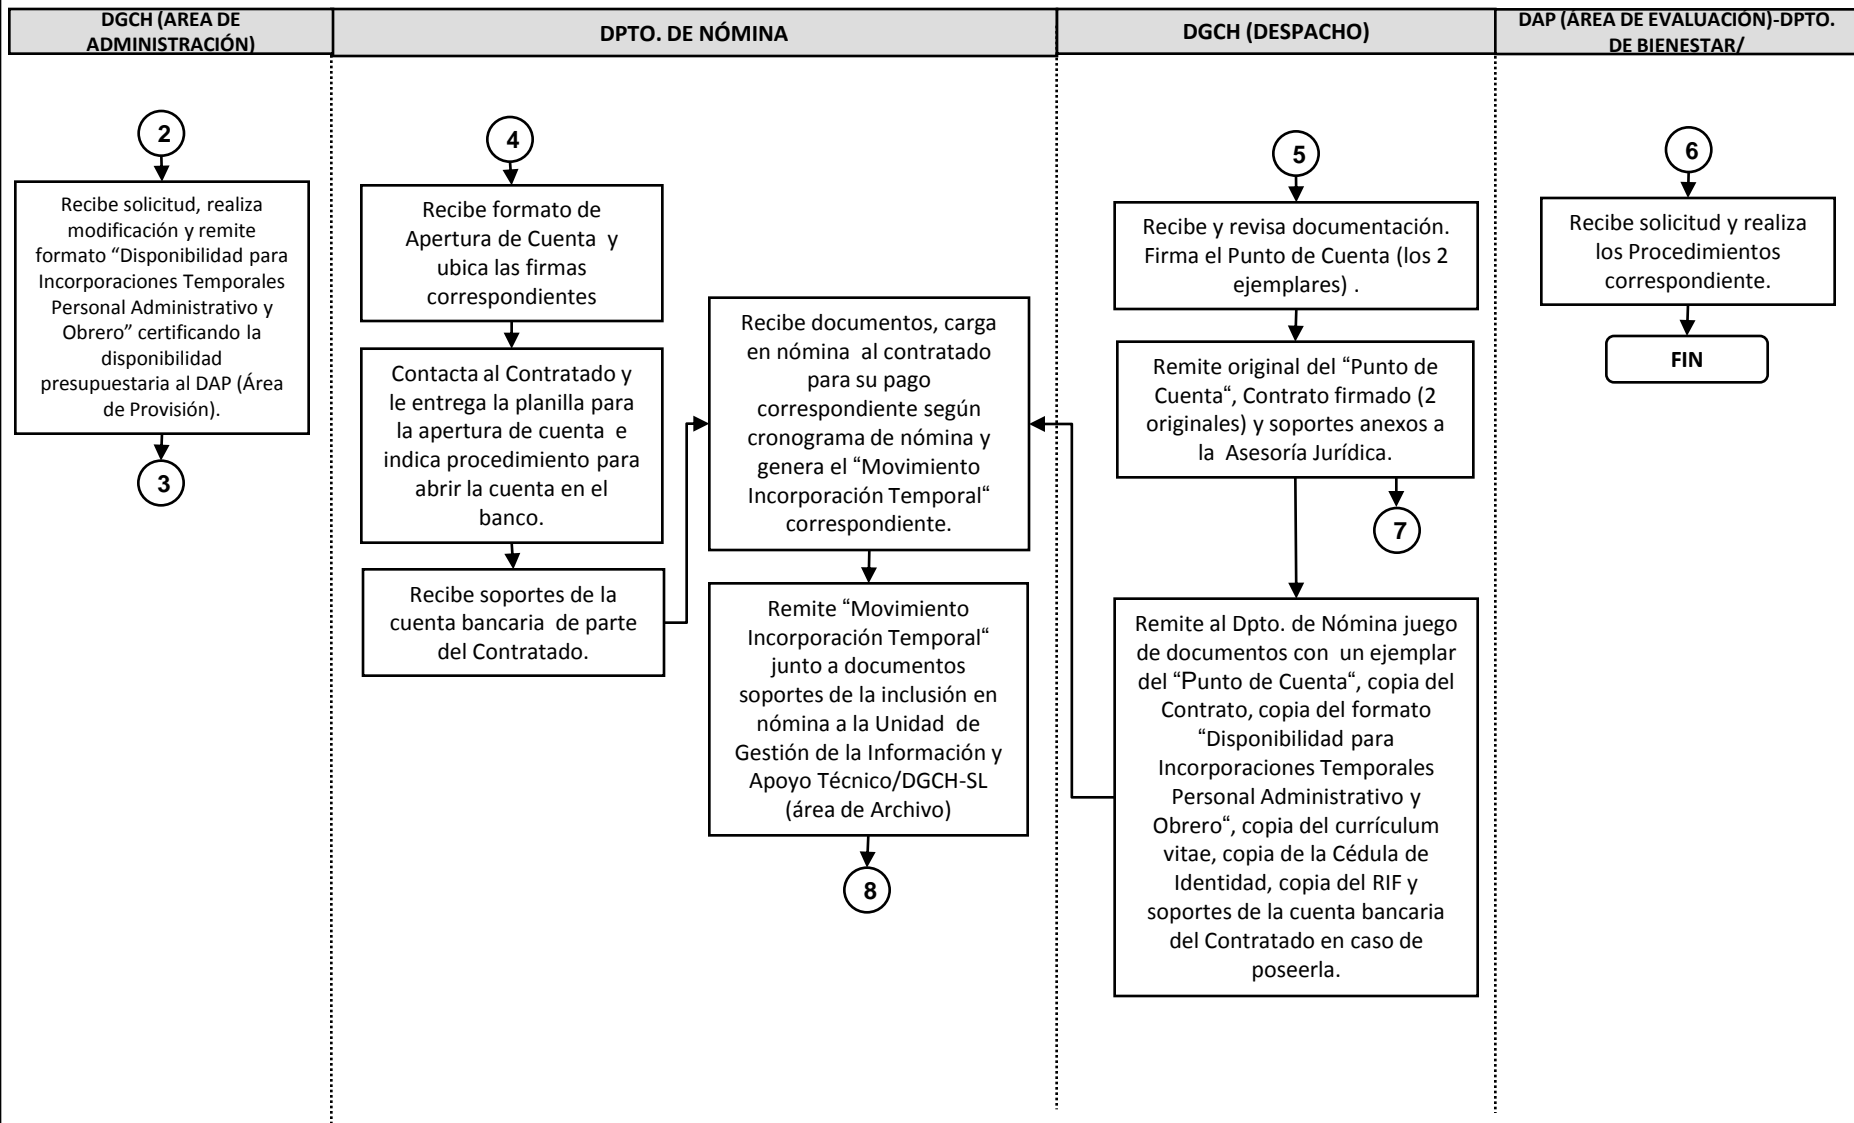 DGCH (AREA DE
ADMINISTRACIÓN)
DPTO. DE NÓMINA
DGCH (DESPACHO)
DAP (ÁREA DE EVALUACIÓN)-DPTO.
DE BIENESTAR/
2
Recibe solicitud, realiza
modificación y remite
formato “Disponibilidad para
Incorporaciones Temporales
Personal Administrativo y
Obrero” certificando la
disponibilidad
presupuestaria al DAP (Área
de Provisión).
3
4
Recibe formato de
Apertura de Cuenta y
ubica las firmas
correspondientes
Contacta al Contratado y
le entrega la planilla para
la apertura de cuenta e
indica procedimiento para
abrir la cuenta en el
banco.
Recibe soportes de la
cuenta bancaria de parte
del Contratado.
Recibe documentos, carga
en nómina al contratado
para su pago
correspondiente según
cronograma de nómina y
genera el “Movimiento
Incorporación Temporal“
correspondiente.
Remite “Movimiento
Incorporación Temporal“
junto a documentos
soportes de la inclusión en
nómina a la Unidad de
Gestión de la Información y
Apoyo Técnico/DGCH-SL
(área de Archivo)
8
5
Recibe y revisa documentación.
Firma el Punto de Cuenta (los 2
ejemplares) .
Remite original del “Punto de
Cuenta“, Contrato firmado (2
originales) y soportes anexos a
la Asesoría Jurídica.
7
Remite al Dpto. de Nómina juego
de documentos con un ejemplar
del “Punto de Cuenta“, copia del
Contrato, copia del formato
“Disponibilidad para
Incorporaciones Temporales
Personal Administrativo y
Obrero“, copia del currículum
vitae, copia de la Cédula de
Identidad, copia del RIF y
soportes de la cuenta bancaria
del Contratado en caso de
poseerla.
6
Recibe solicitud y realiza
los Procedimientos
correspondiente.
FIN